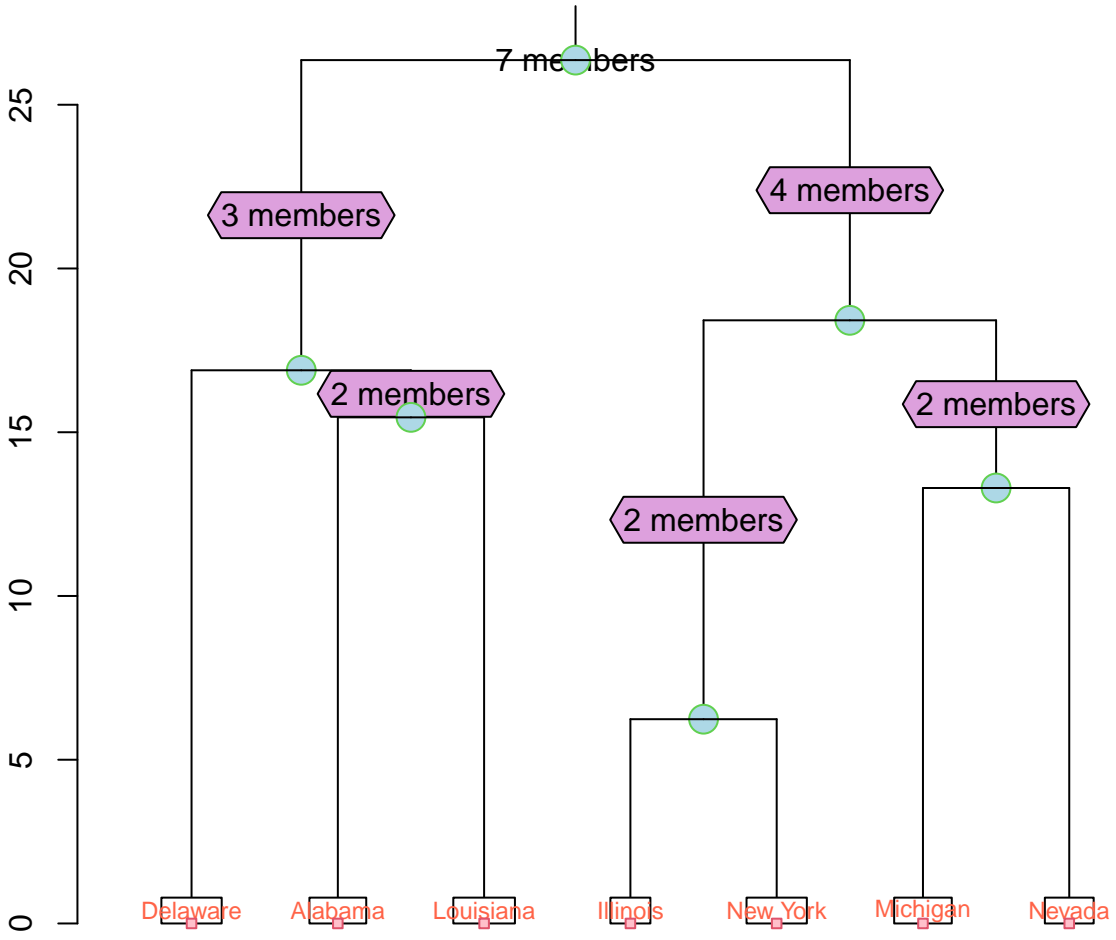 7 members
25
4 members
3 members
20
2 members
2 members
15
2 members
10
5
Delaware
Alabama
Louisiana
Illinois
New York
Michigan
Nevada
0